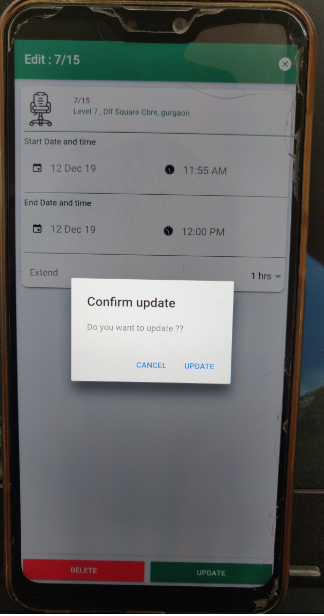 Edit : 7/15
7/15
Level 7 , Dlf Square Cbre, gurgaon
Start Date and time
12 Dec 19 11:55 AM
End Date and time
12 Dec 19 12:00 PM
Extend 1 hrs
Confirm update
Do you want to update ??
CANCEL UPDATE
DELETE UPDATE